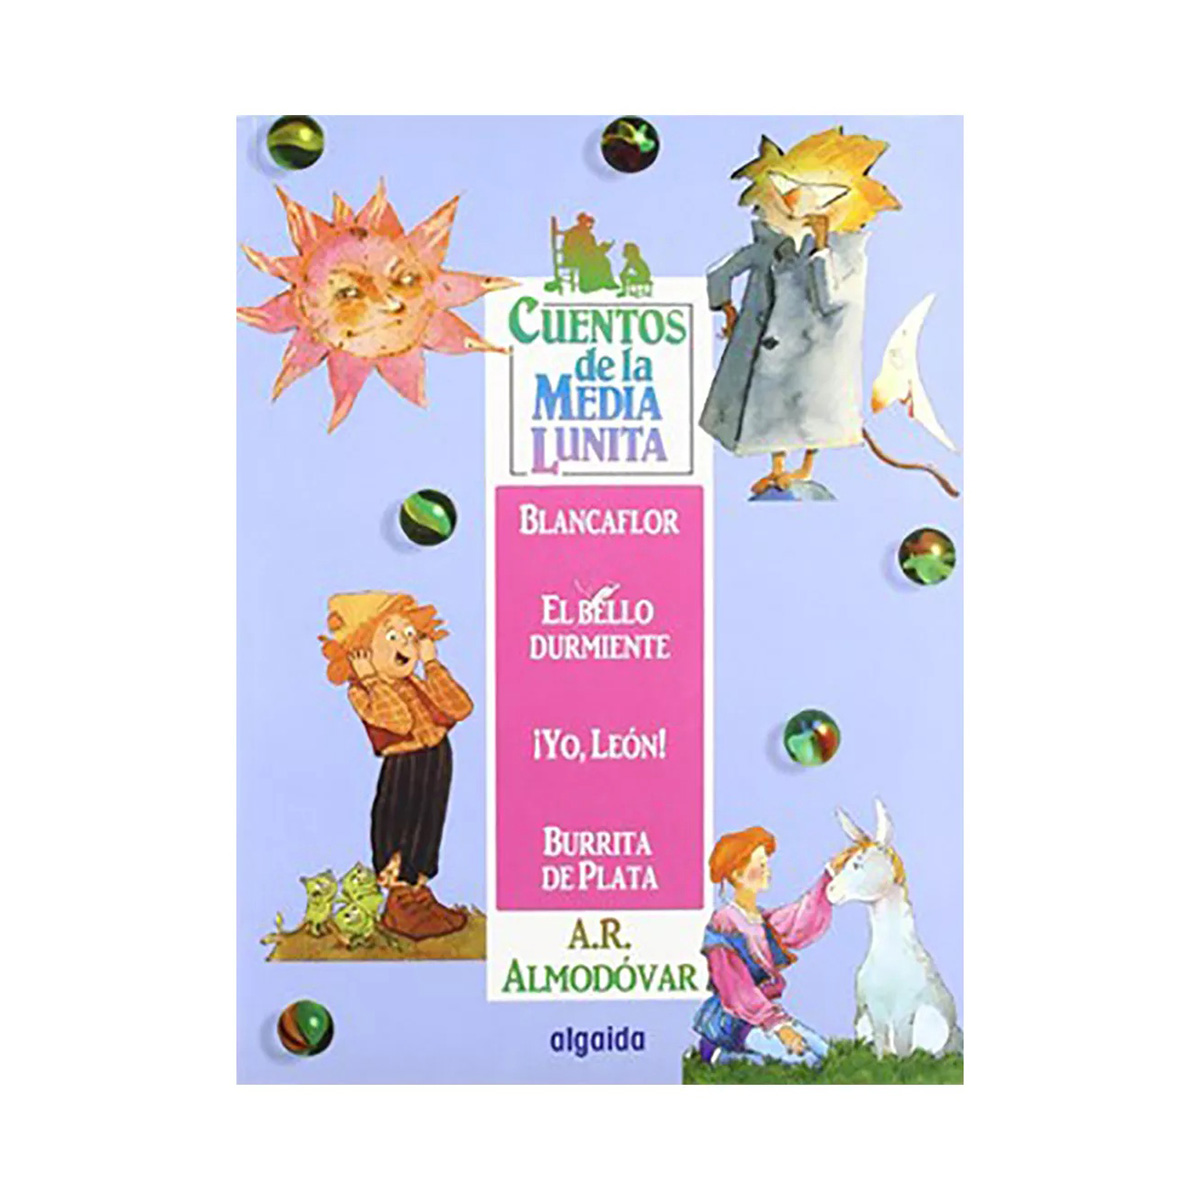 CUENTOS
de la
MEDIA
LUNITA
BLANCAFLOR
EL BELLO
DURMIENTE
¡YO, LEÓN!
BURRITA
DE PLATA
A.R.
ALMODÓVAR
algaida